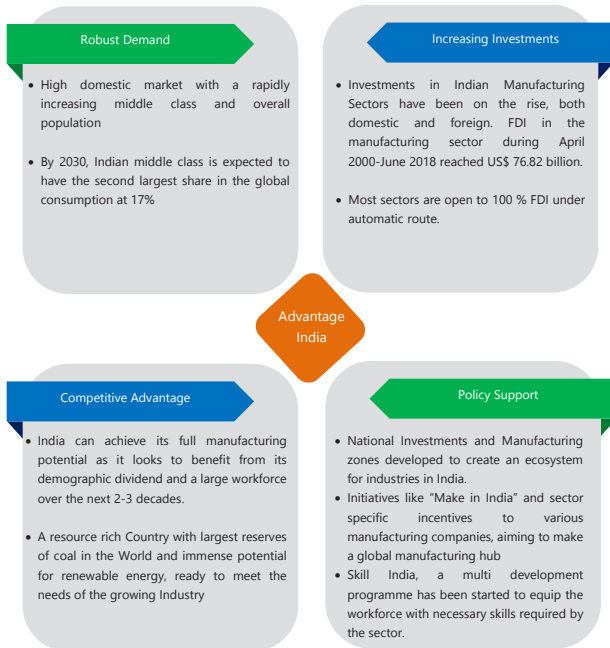 Robust Demand
• High domestic market with a rapidly
increasing middle class and overall
population
• By 2030, Indian middle class is expected to
have the second largest share in the global
consumption at 17%
Increasing Investments
• Investments in Indian Manufacturing
Sectors have been on the rise, both
domestic and foreign. FDI in the
manufacturing sector during April
2000-June 2018 reached US$ 76.82 billion.
• Most sectors are open to 100 % FDI under
automatic route.
Advantage
India
Competitive Advantage
• India can achieve its full manufacturing
potential as it looks to benefit from its
demographic dividend and a large workforce
over the next 2-3 decades.
• A resource rich Country with largest reserves
of coal in the World and immense potential
for renewable energy, ready to meet the
needs of the growing Industry
Policy Support
• National Investments and Manufacturing
zones developed to create an ecosystem
for industries in India.
• Initiatives like “Make in India” and sector
specific incentives to various
manufacturing companies, aiming to make
a global manufacturing hub
• Skill India, a multi development
programme has been started to equip the
workforce with necessary skills required by
the sector.